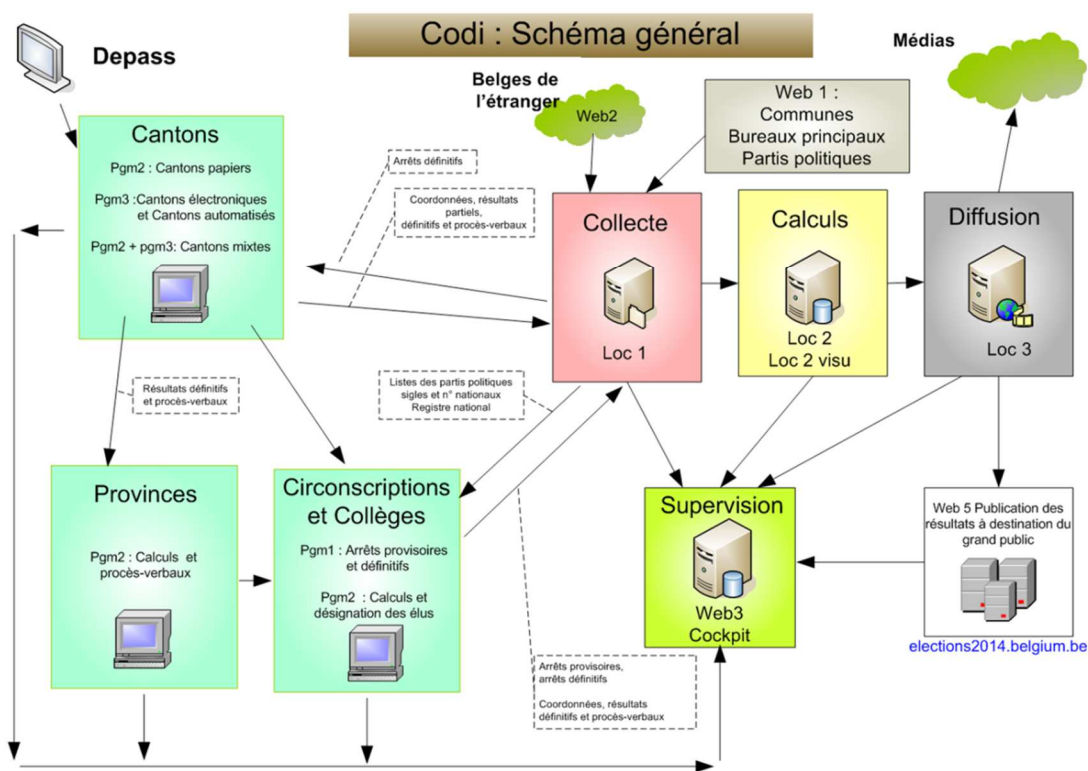 Codi : Schéma général
Depass
Médias
Belges de
l'étranger
Web2
Web 1 :
Communes
Bureaux principaux
Partis politiques
Cantons
Pgm2 : Cantons papiers
Pgm3 :Cantons électroniques
et Cantons automatisés
Pgm2 + pgm3: Cantons mixtes
Arrêts définitifs
Coordonnées, résultats
partiels,
définitifs et procès-verbaux
Collecte
Loc 1
Calculs
Loc 2
Loc 2 visu
Diffusion
Loc 3
Résultats définitifs
et procès-verbaux
Listes des partis politiques
sigles et n° nationaux
Registre national
Provinces
Pgm2 : Calculs et
procès-verbaux
Circonscriptions
et Collèges
Pgm1 : Arrêts provisoires
et définitifs
Pgm2 : Calculs et
désignation des élus
Supervision
Web3
Cockpit
Web 5 Publication des
résultats à destination du
grand public
elections2014.belgium.be
Arrêts provisoires,
arrêts définitifs
Coordonnées, résultats
définitifs et procès-verbaux